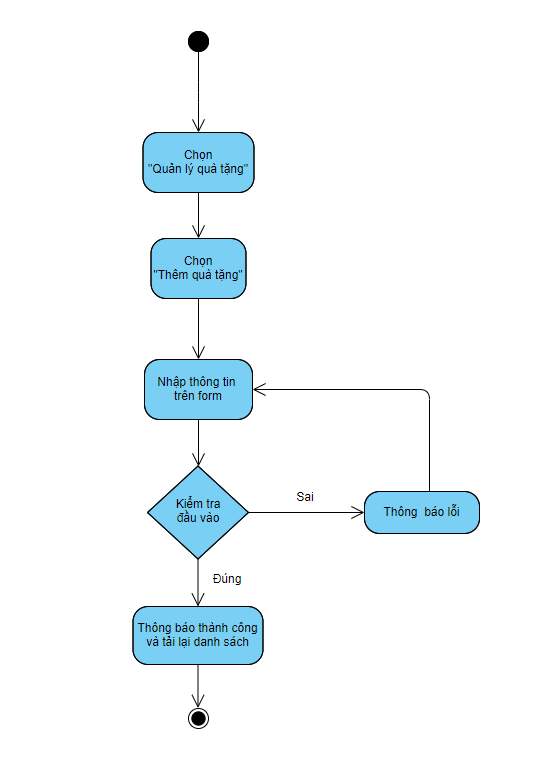 Chọn
"Quản lý quà tặng"
Chọn
"Thêm quà tặng"
Nhập thông tin
trên form
Kiểm tra
đầu vào
Sai
Thông  báo lỗi
Đúng
Thông báo thành công
và tải lại danh sách